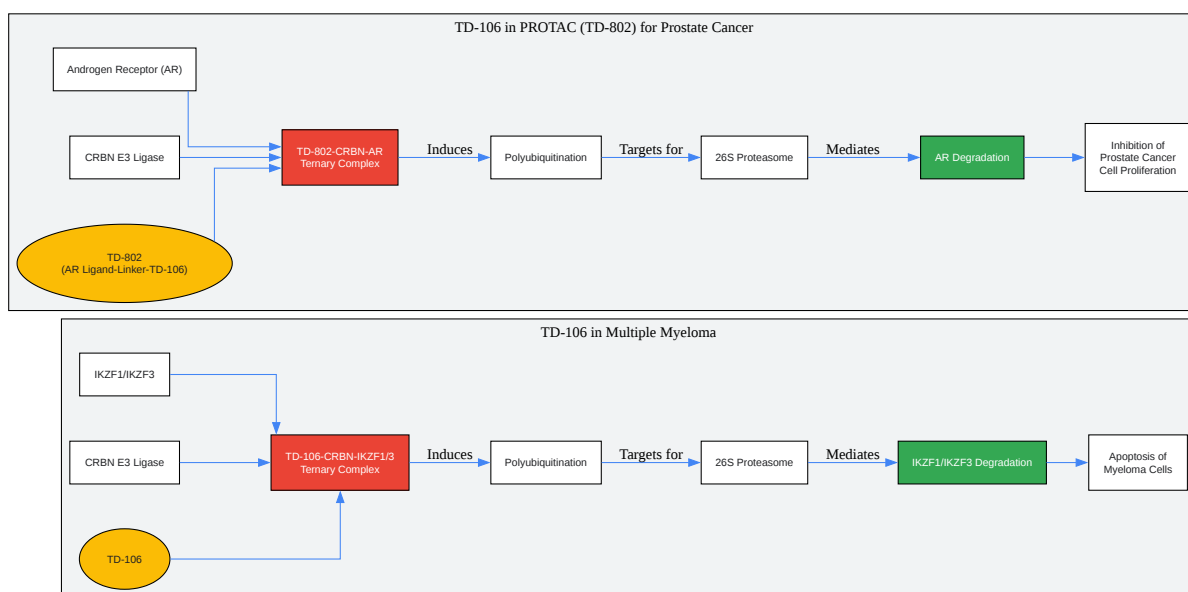 TD-106 in PROTAC (TD-802) for Prostate Cancer
Androgen Receptor (AR)
CRBN E3 Ligase
TD-802
(AR Ligand-Linker-TD-106)
TD-802-CRBN-AR
Ternary Complex
Induces
Polyubiquitination
Targets for
26S Proteasome
Mediates
AR Degradation
Inhibition of
Prostate Cancer
Cell Proliferation
TD-106 in Multiple Myeloma
IKZF1/IKZF3
CRBN E3 Ligase
TD-106
TD-106-CRBN-IKZF1/3
Ternary Complex
Induces
Polyubiquitination
Targets for
26S Proteasome
Mediates
IKZF1/IKZF3 Degradation
Apoptosis of
Myeloma Cells